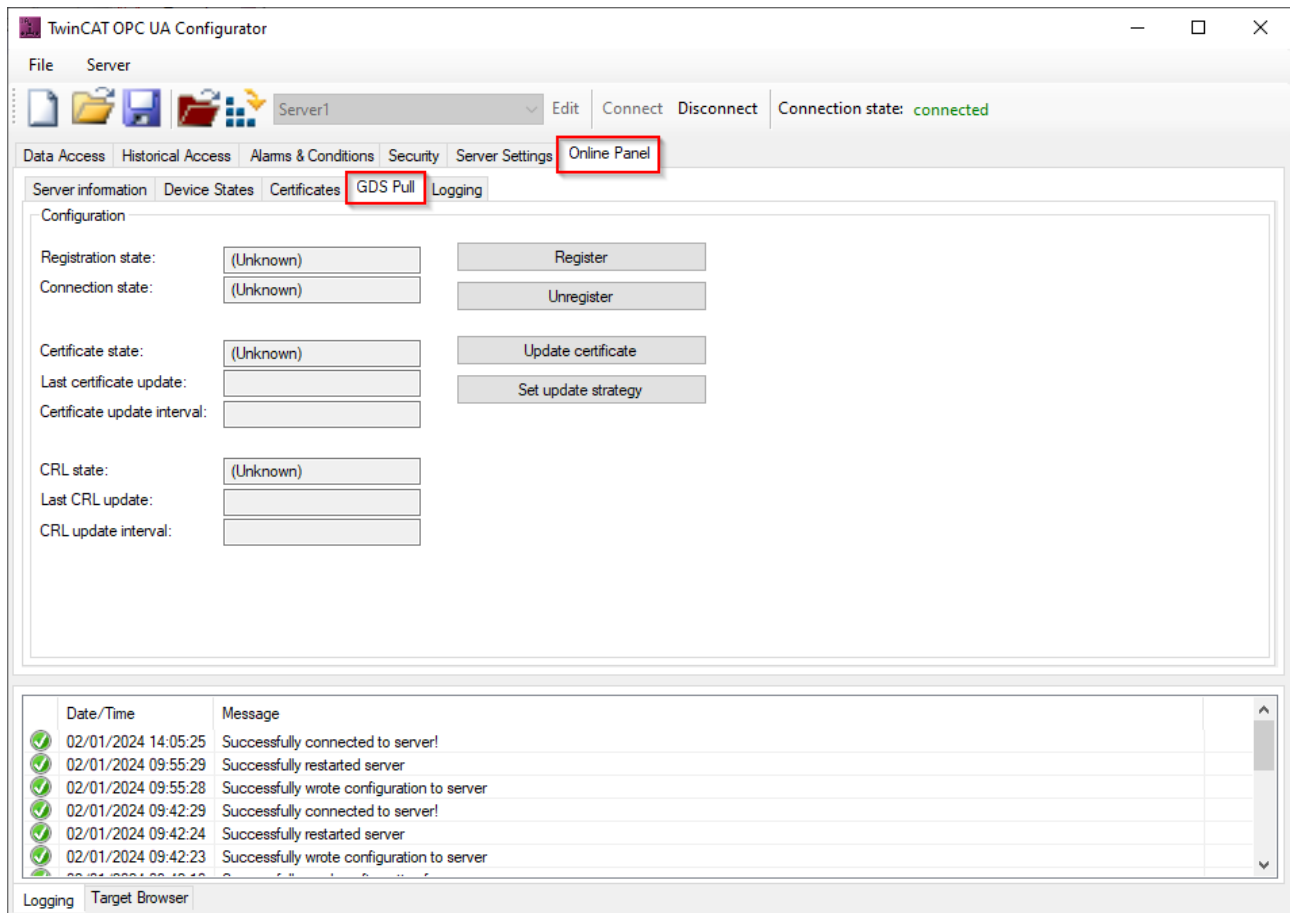 TwinCAT OPC UA Configurator
File Server
Server1 Edit Connect Disconnect Connection state: connected
Data Access Historical Access Alarms & Conditions Security Server Settings Online Panel
Server information Device States Certificates GDS Pull Logging
Configuration
Registration state: (Unknown) Register
Connection state: (Unknown) Unregister
Certificate state: (Unknown) Update certificate
Last certificate update: Set update strategy
Certificate update interval:
CRL state: (Unknown)
Last CRL update:
CRL update interval:
Date/Time Message
02/01/2024 14:05:25 Successfully connected to server!
02/01/2024 09:55:29 Successfully restarted server
02/01/2024 09:55:28 Successfully wrote configuration to server
02/01/2024 09:42:29 Successfully connected to server!
02/01/2024 09:42:24 Successfully restarted server
02/01/2024 09:42:23 Successfully wrote configuration to server
Logging Target Browser